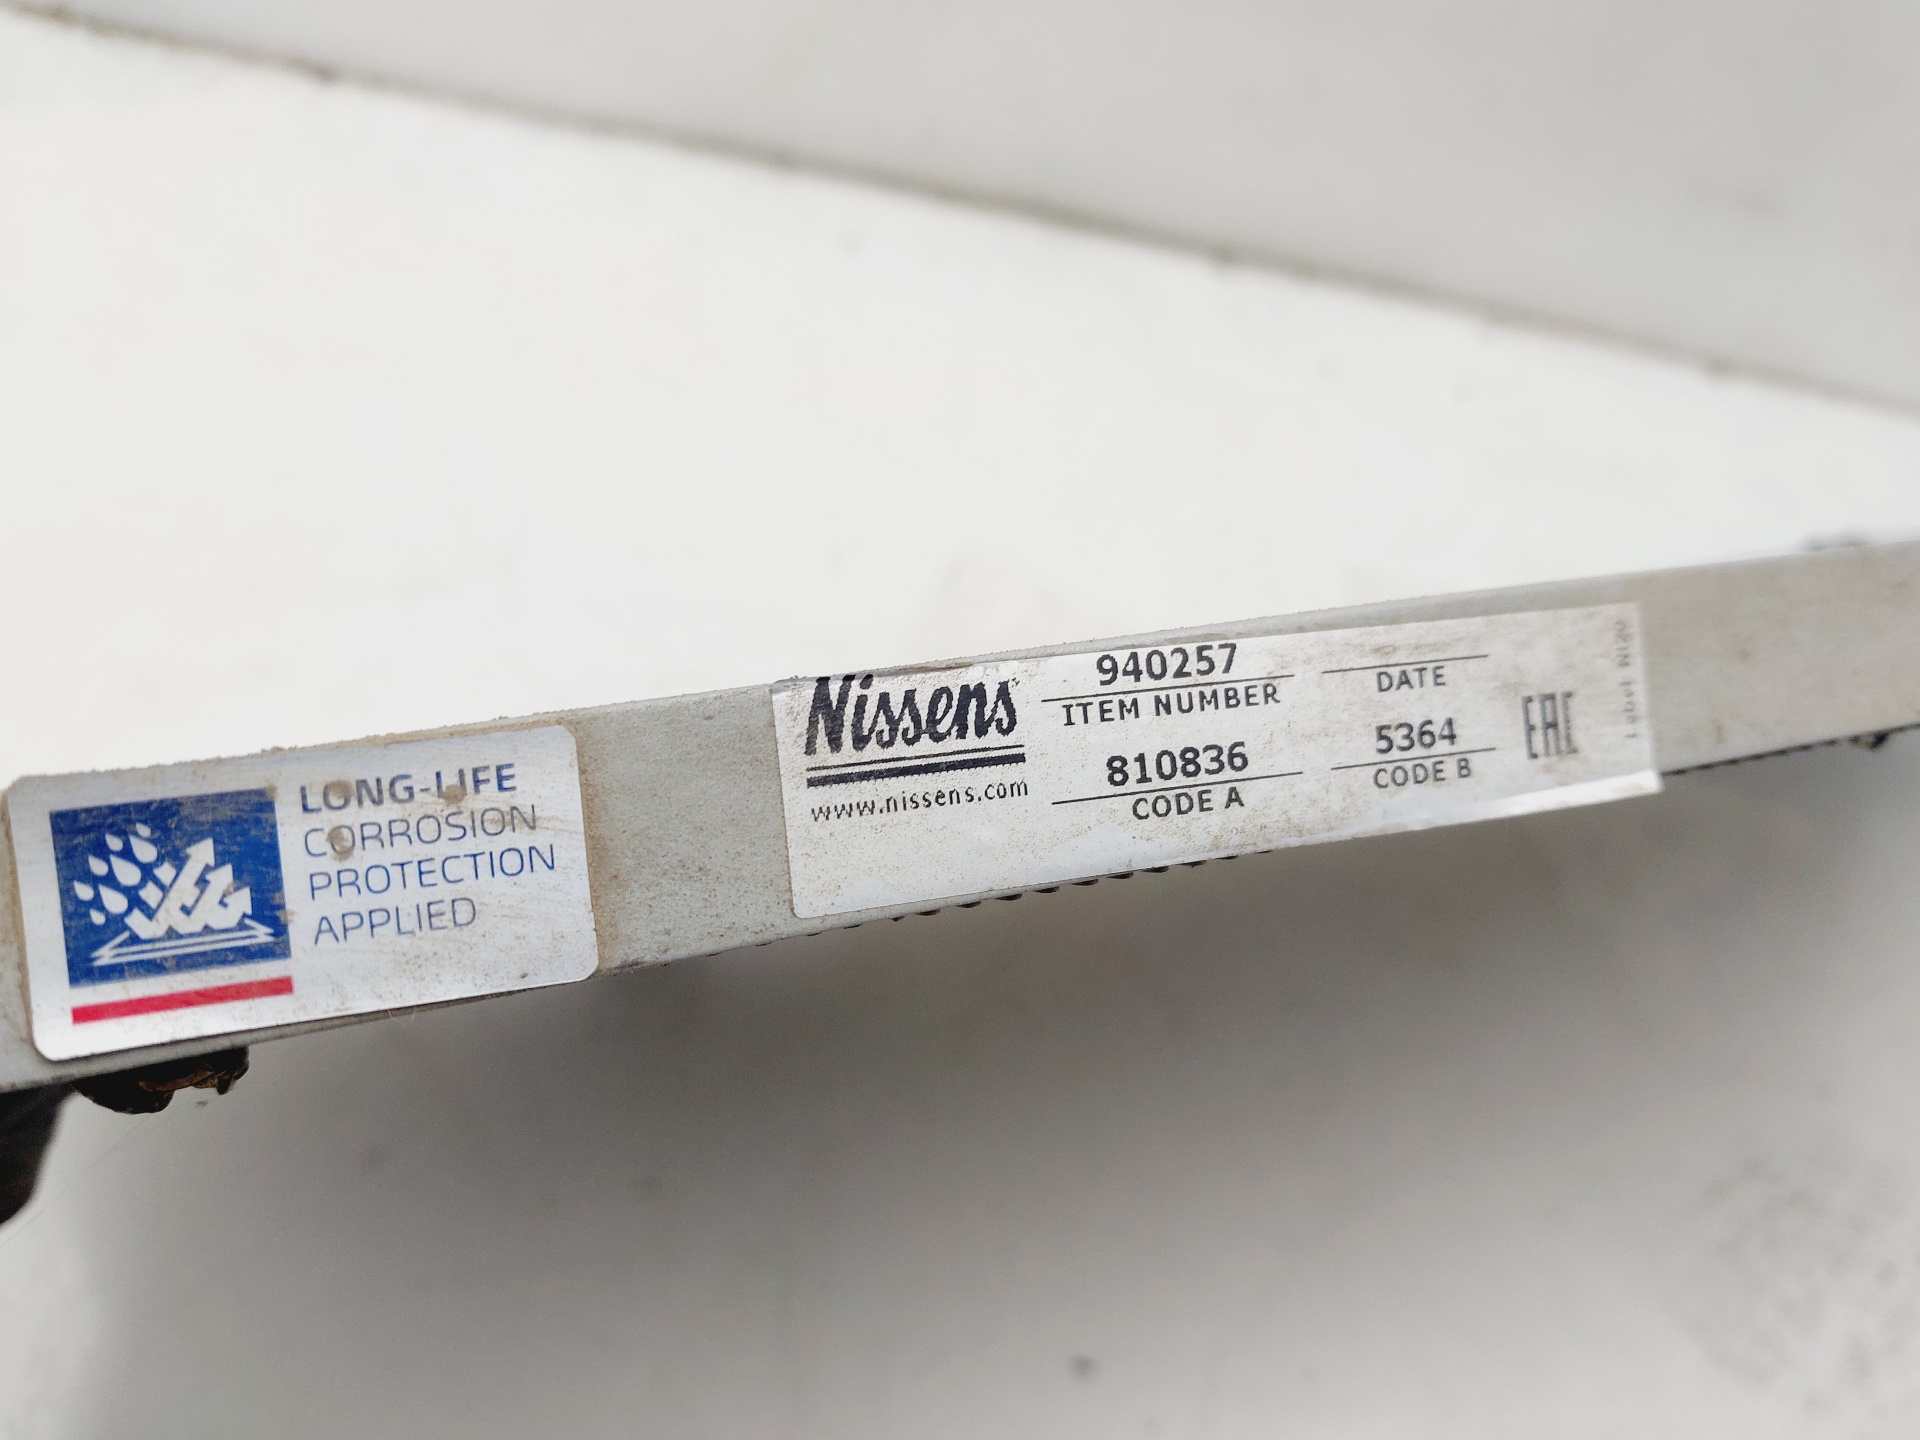 LONG-LIFE
CORROSION
PROTECTION
APPLIED
Nissens
www.nissens.com
940257
ITEM NUMBER
810836
CODE A
DATE
5364
CODE B
EAC